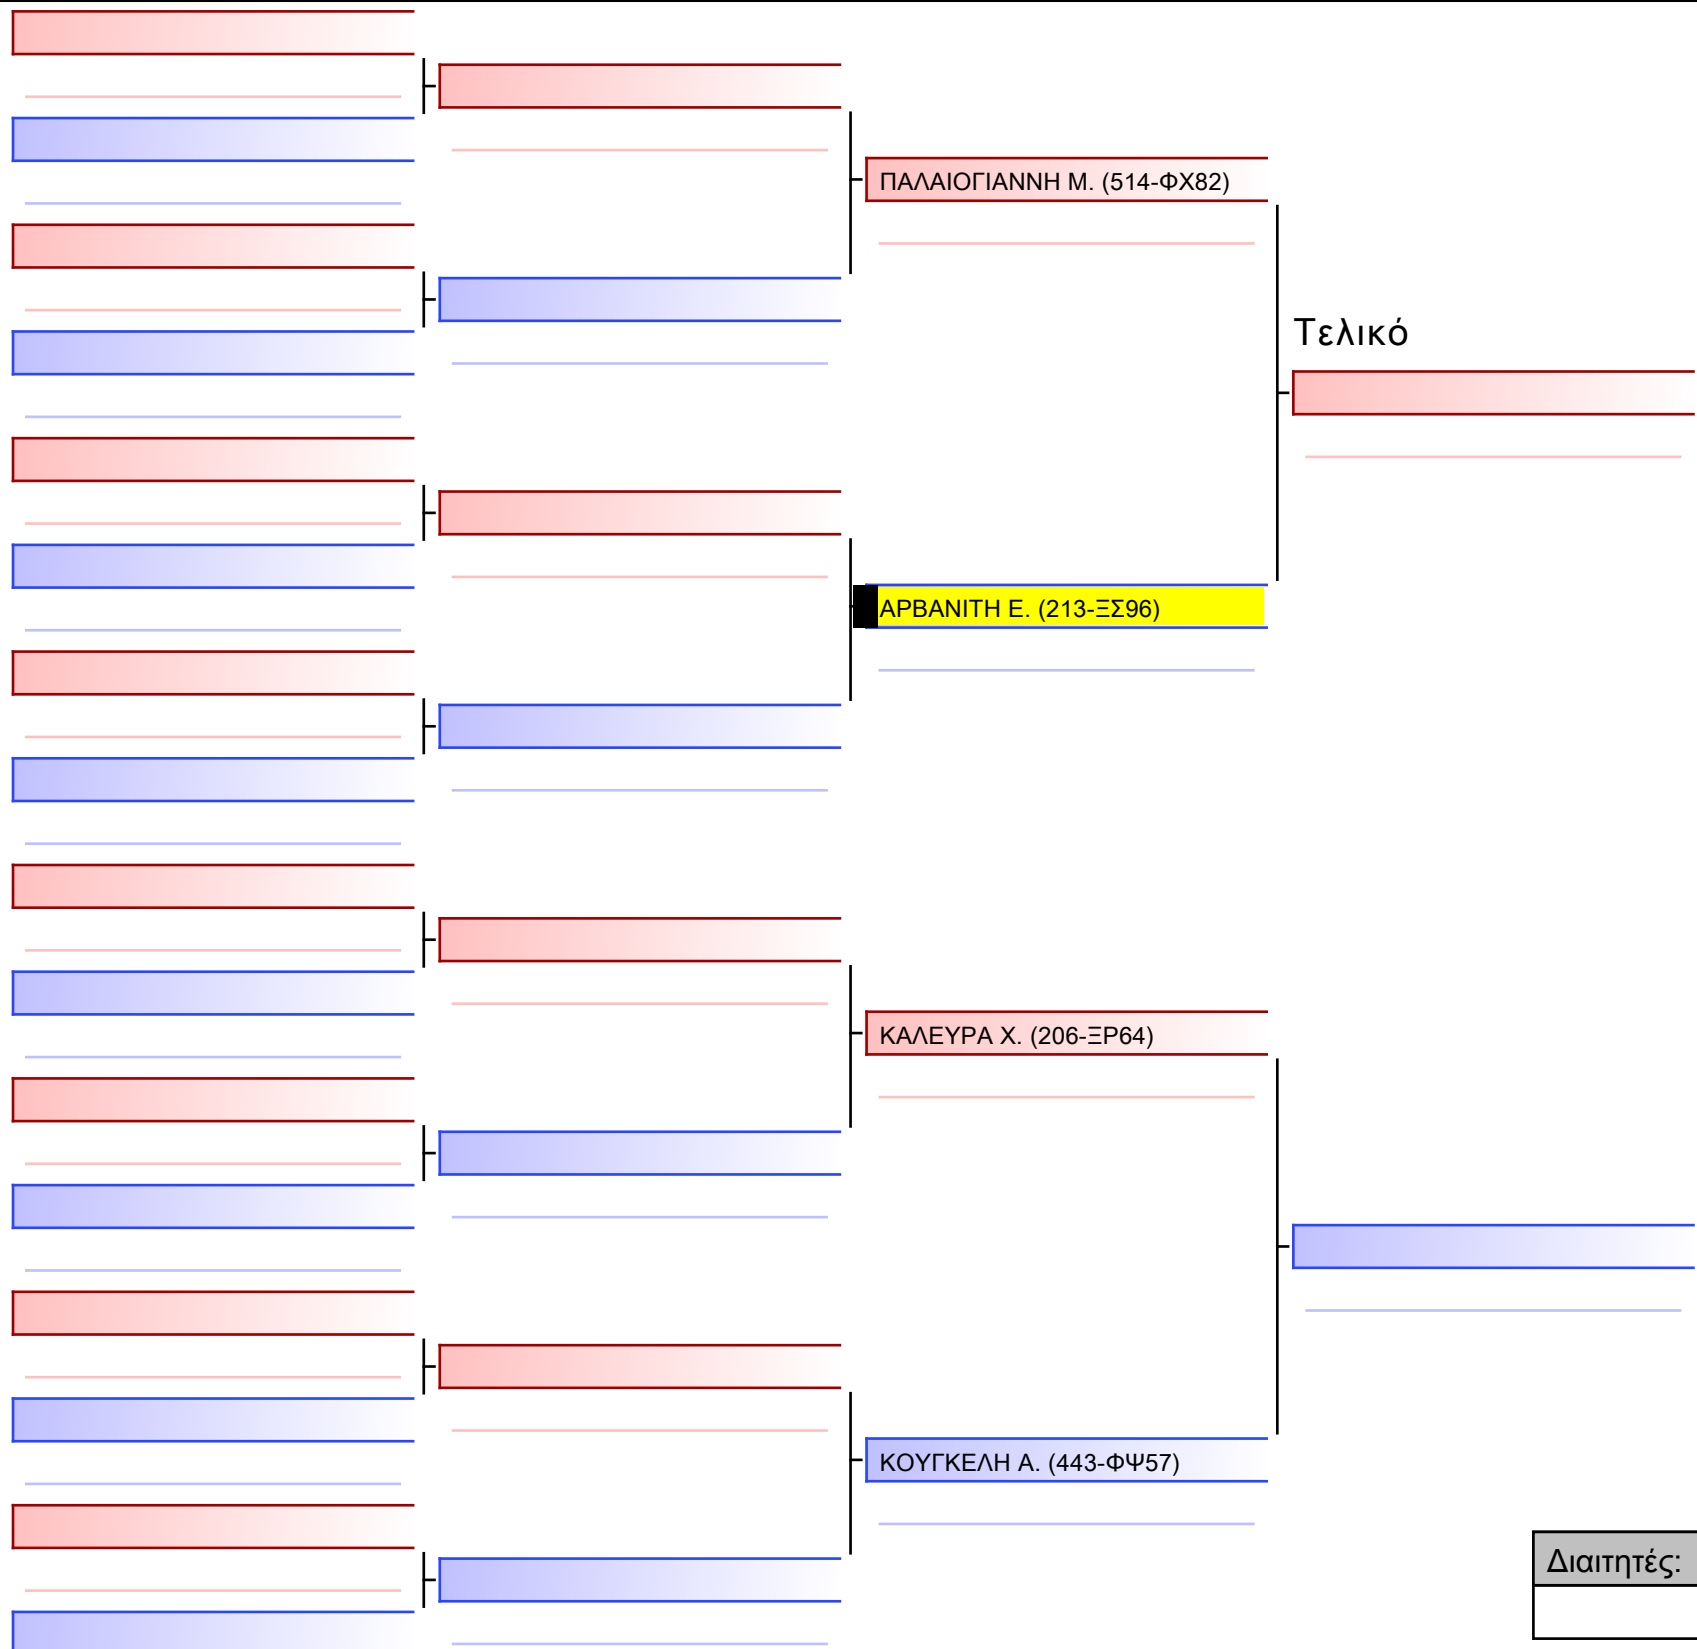 ΠΑΛΑΙΟΓΙΑΝΝΗ Μ. (514-ΦΧ82)
Τελικό
ΑΡΒΑΝΙΤΗ Ε. (213-ΞΣ96)
ΚΑΛΕΥΡΑ Χ. (206-ΞΡ64)
ΚΟΥΓΚΕΛΗ Α. (443-ΦΨ57)
Διαιτητές: